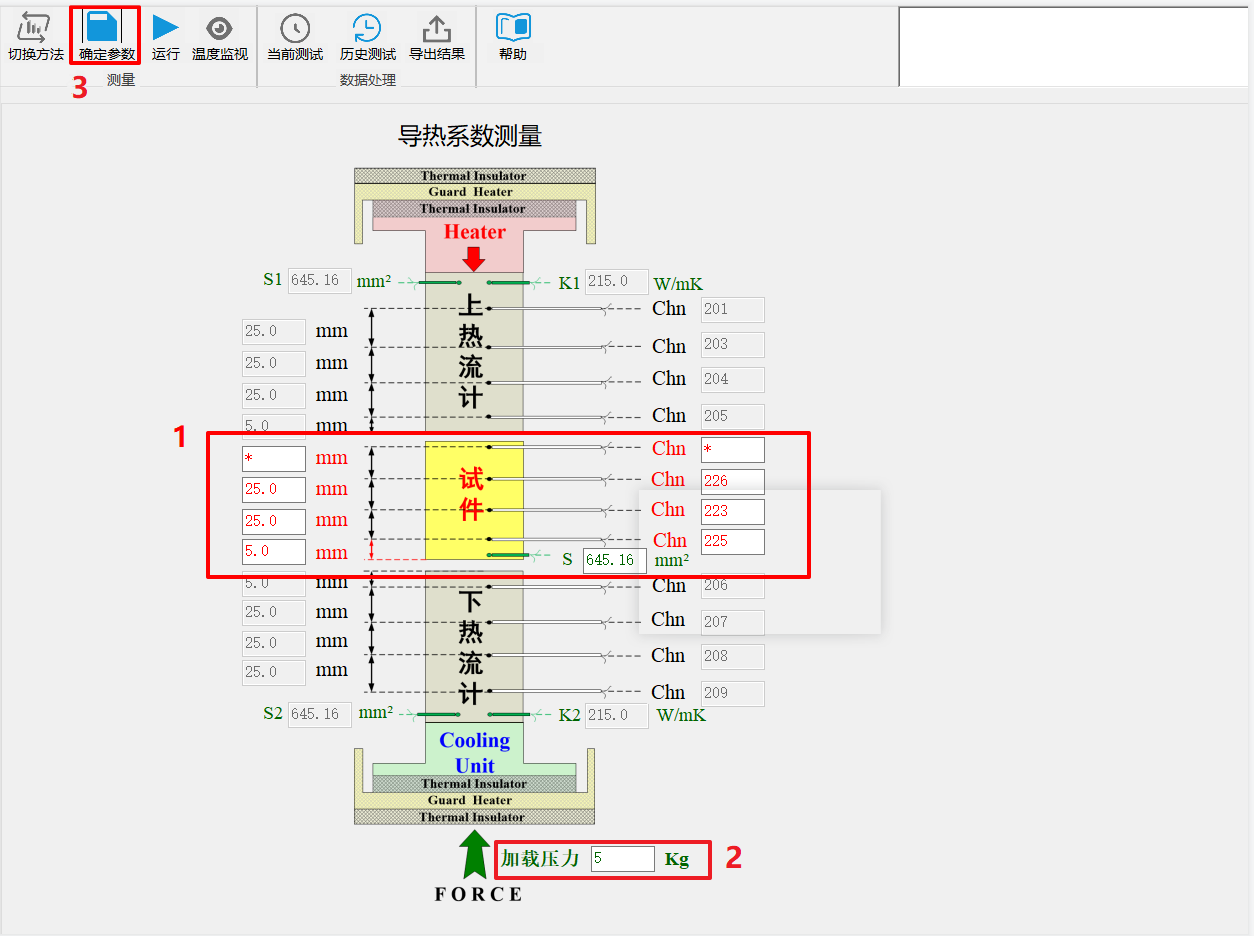 切换方法 确定参数 运行 温度监视 当前测试 历史测试 导出结果 帮助
3 测量 数据处理
导热系数测量
Thermal Insulator
Guard Heater
Thermal Insulator
Heater
S1 645.16 mm² K1 215.0 W/mK
上热流计
Chn 201
25.0 mm
Chn 203
25.0 mm
Chn 204
25.0 mm
Chn 205
5.0 mm
1
* mm Chn *
试件
25.0 mm Chn 226
25.0 mm Chn 223
5.0 mm Chn 225
S 645.16 mm²
5.0 mm Chn 206
下热流计
25.0 mm Chn 207
25.0 mm Chn 208
25.0 mm Chn 209
S2 645.16 mm² K2 215.0 W/mK
Cooling
Unit
Thermal Insulator
Guard Heater
Thermal Insulator
加载压力 5 Kg 2
FORCE